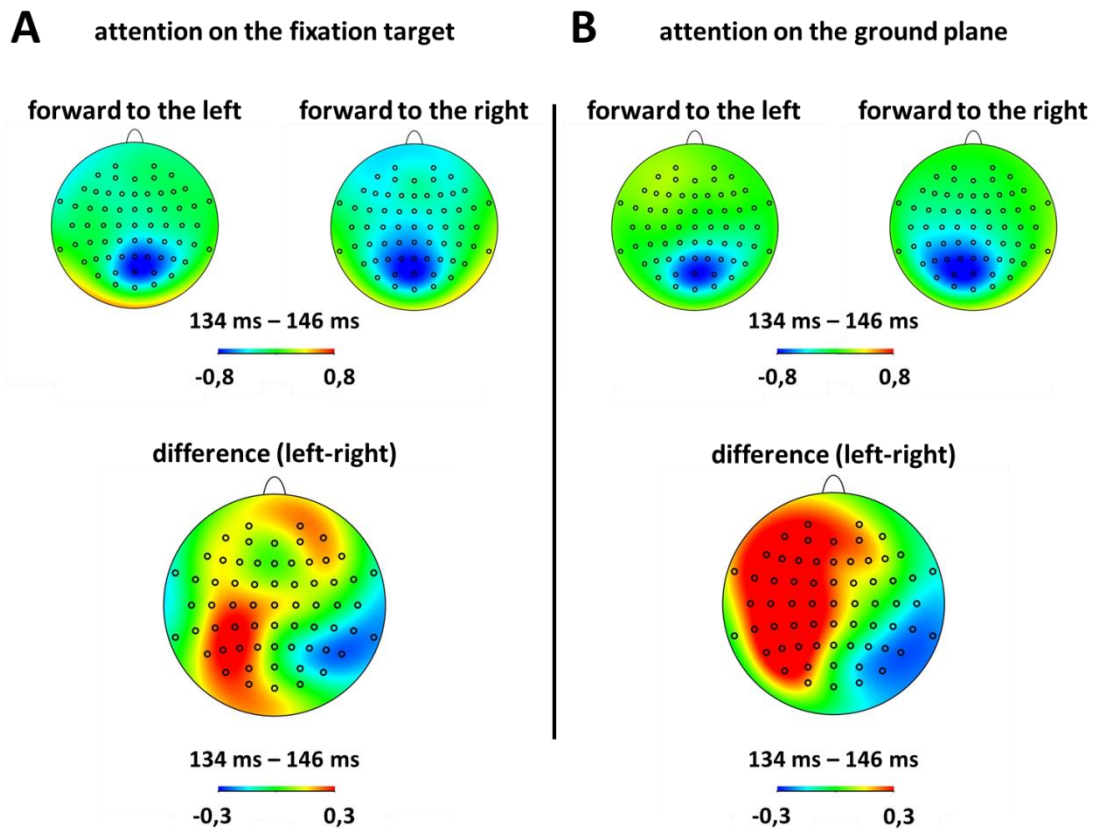 A
attention on the fixation target
forward to the left
forward to the right
134 ms – 146 ms
-0,8
0,8
difference (left-right)
134 ms – 146 ms
-0,3
0,3
B
attention on the ground plane
forward to the left
forward to the right
134 ms – 146 ms
-0,8
0,8
difference (left-right)
134 ms – 146 ms
-0,3
0,3